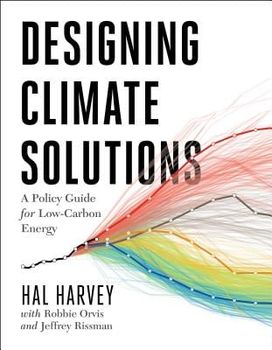 DESIGNING
CLIMATE
SOLUTIONS
A Policy Guide
for Low-Carbon
Energy
HAL HARVEY
with Robbie Orvis
and Jeffrey Rissman